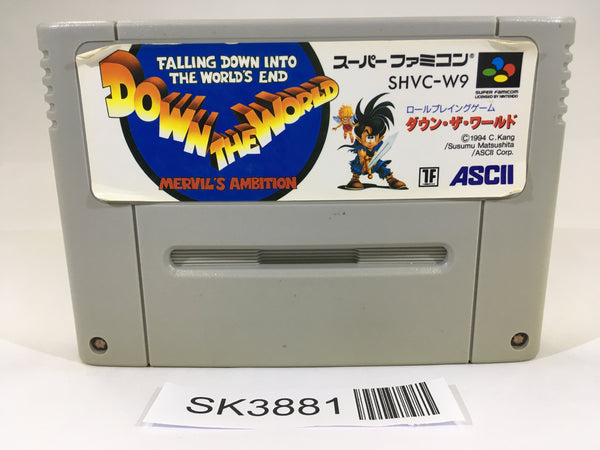 FALLING DOWN INTO
THE WORLD'S END
DOWN THE WORLD
MERVIL'S AMBITION
スーパーファミコン®
SHVC-W9
SUPER FAMICOM
LICENSED BY NINTENDO
ロールプレイングゲーム
ダウン・ザ・ワールド
©1994 C.Kang
/Susumu Matsushita
/ASCII Corp.
1F
ASCII
SK3881